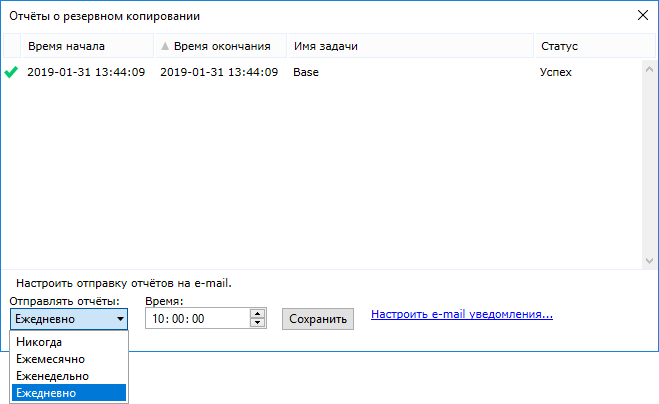 Отчёты о резервном копировании
Время начала Время окончания Имя задачи Статус
2019-01-31 13:44:09 2019-01-31 13:44:09 Base Успех
Настроить отправку отчётов на e-mail.
Отправлять отчёты: Время:
Ежедневно 10:00:00 Сохранить Настроить e-mail уведомления...
Никогда
Ежемесячно
Еженедельно
Ежедневно